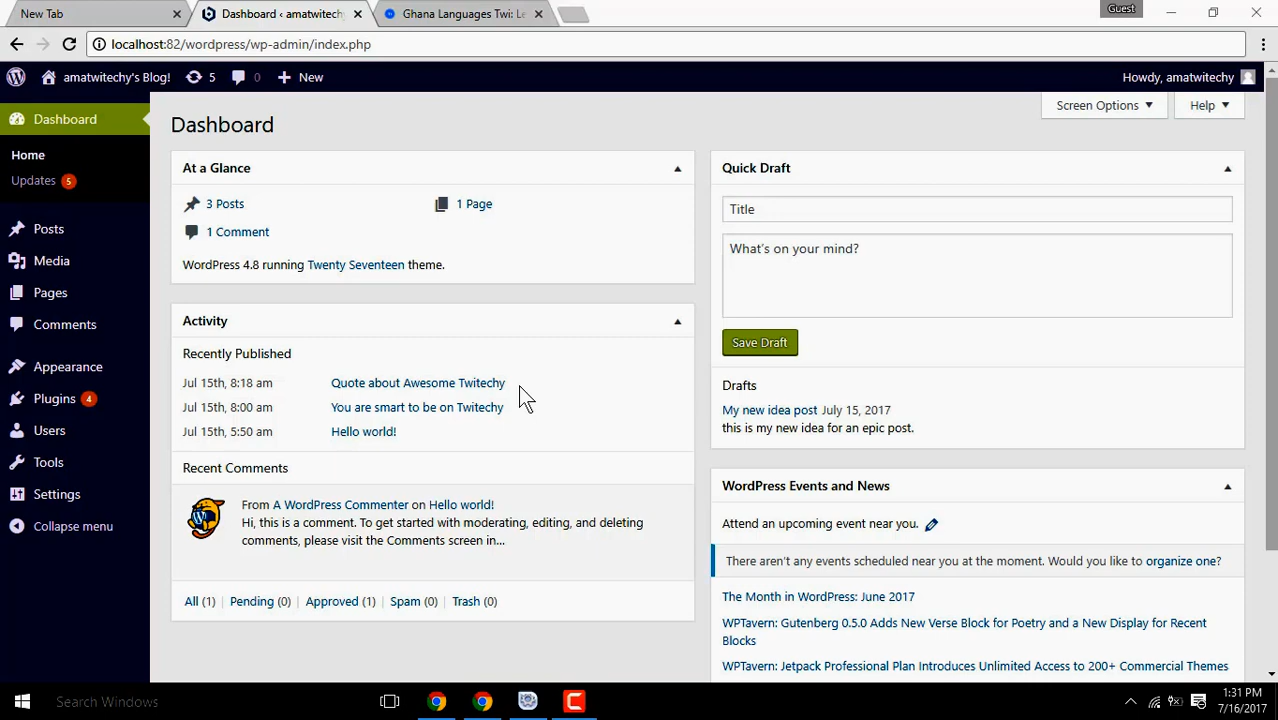 New Tab
Dashboard ‹ amatwitechy
Ghana Languages Twi: Le
Guest
localhost:82/wordpress/wp-admin/index.php
amatwitechy's Blog!
5
0
New
Howdy, amatwitechy
Dashboard
Home
Updates 5
Posts
Media
Pages
Comments
Appearance
Plugins 4
Users
Tools
Settings
Collapse menu
Screen Options
Help
Dashboard
At a Glance
3 Posts
1 Page
1 Comment
WordPress 4.8 running Twenty Seventeen theme.
Activity
Recently Published
Jul 15th, 8:18 am Quote about Awesome Twitechy
Jul 15th, 8:00 am You are smart to be on Twitechy
Jul 15th, 5:50 am Hello world!
Recent Comments
From A WordPress Commenter on Hello world!
Hi, this is a comment. To get started with moderating, editing, and deleting
comments, please visit the Comments screen in...
All (1) | Pending (0) | Approved (1) | Spam (0) | Trash (0)
Quick Draft
Title
What's on your mind?
Save Draft
Drafts
My new idea post July 15, 2017
this is my new idea for an epic post.
WordPress Events and News
Attend an upcoming event near you.
There aren't any events scheduled near you at the moment. Would you like to organize one?
The Month in WordPress: June 2017
WPTavern: Gutenberg 0.5.0 Adds New Verse Block for Poetry and a New Display for Recent
Blocks
WPTavern: Jetpack Professional Plan Introduces Unlimited Access to 200+ Commercial Themes
Search Windows
1:31 PM
7/16/2017